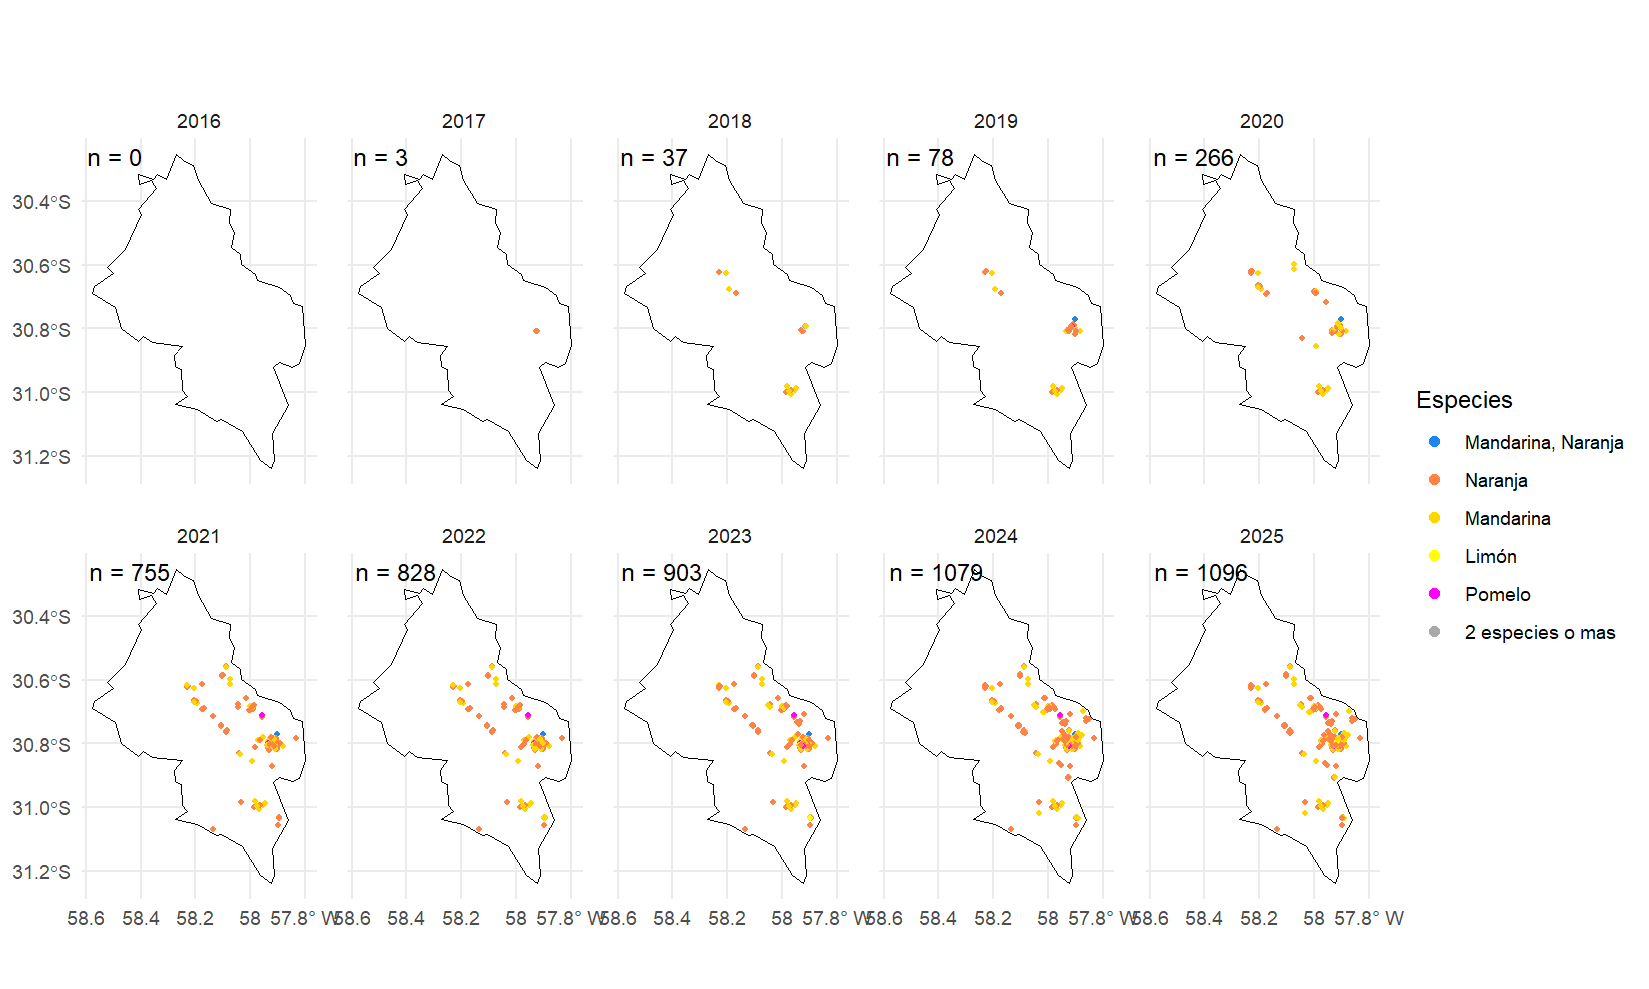 2016 2017 2018 2019 2020
n = 0 n = 3 n = 37 n = 78 n = 266
30.4°S
30.6°S
30.8°S
31.0°S
31.2°S
Especies
Mandarina, Naranja
Naranja
Mandarina
Limón
Pomelo
2 especies o mas
2021 2022 2023 2024 2025
n = 755 n = 828 n = 903 n = 1079 n = 1096
30.4°S
30.6°S
30.8°S
31.0°S
31.2°S
58.6 58.4 58.2 58 57.8° W 58.6 58.4 58.2 58 57.8° W 58.6 58.4 58.2 58 57.8° W 58.6 58.4 58.2 58 57.8° W 58.6 58.4 58.2 58 57.8° W